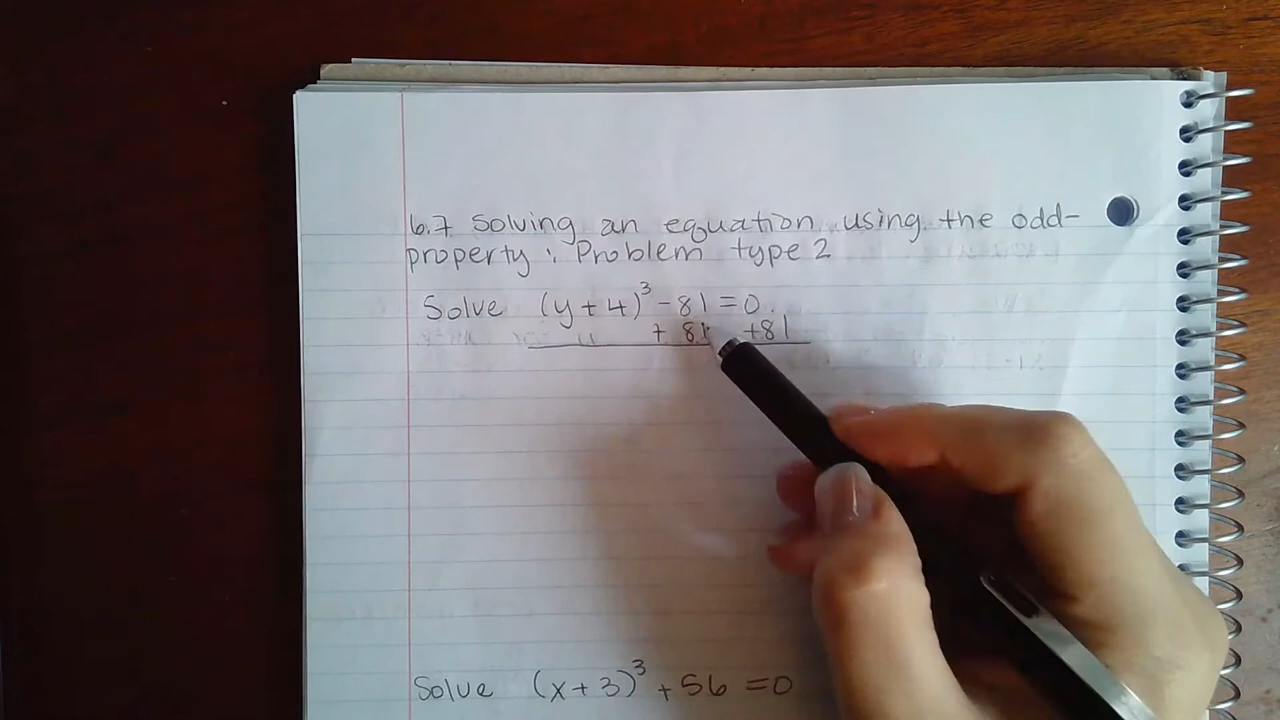 6.7 Solving an equation using the odd-
property: Problem type 2
Solve (y+4)³ -81=0
+ 81 +81
Solve (x+3)³ +56 =0